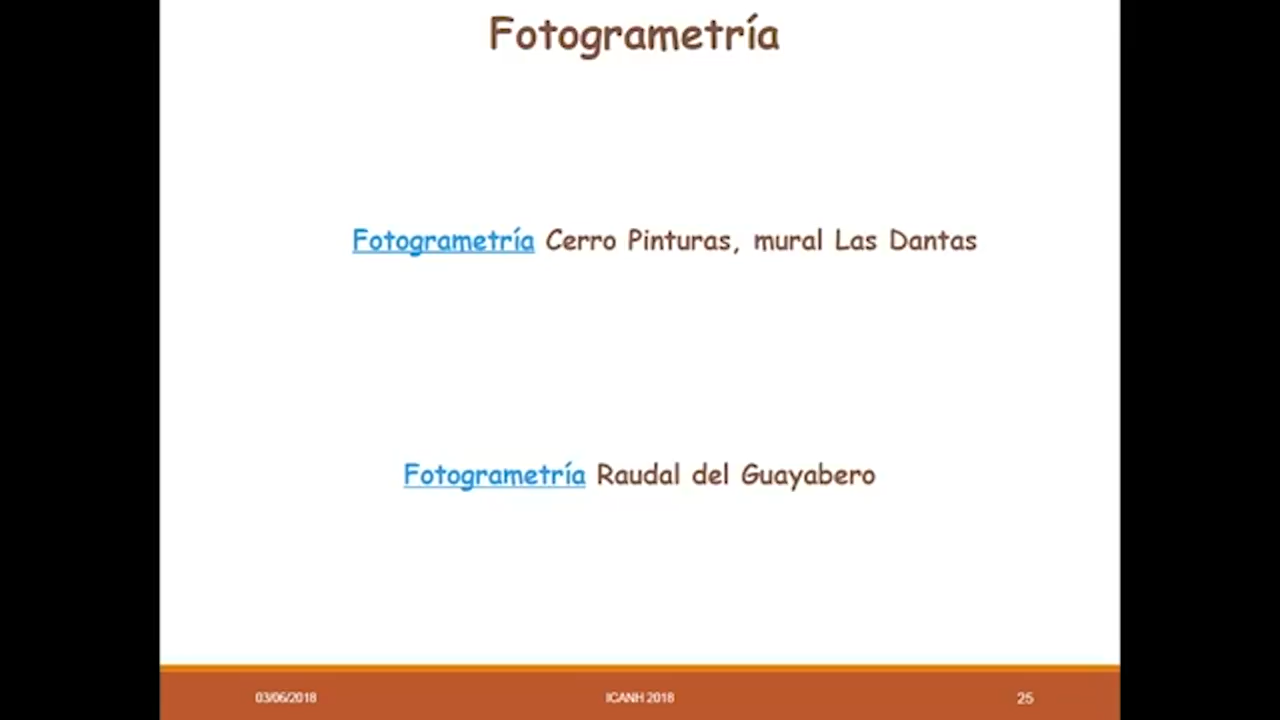 Fotogrametría
Fotogrametría Cerro Pinturas, mural Las Dantas
Fotogrametría Raudal del Guayabero
03/06/2018
ICANH 2018
25